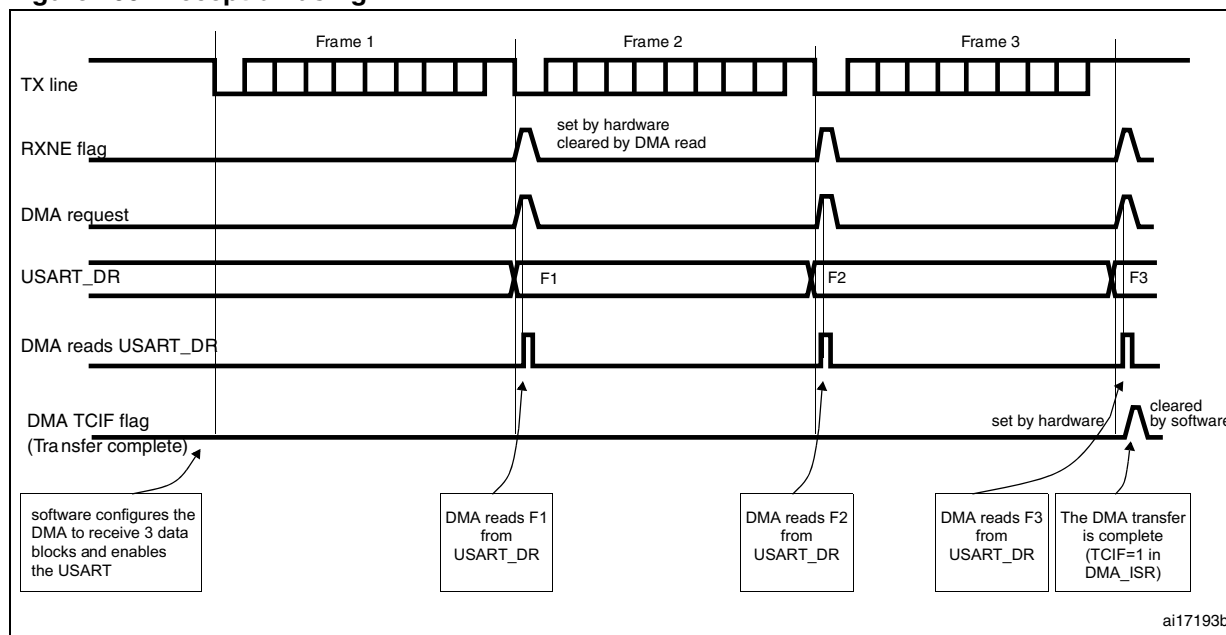 Frame 1
Frame 2
Frame 3
TX line
set by hardware
cleared by DMA read
RXNE flag
DMA request
USART_DR
F1
F2
F3
DMA reads USART_DR
DMA TCIF flag
(Transfer complete)
set by hardware
cleared
by software
software configures the
DMA to receive 3 data
blocks and enables
the USART
DMA reads F1
from
USART_DR
DMA reads F2
from
USART_DR
DMA reads F3
from
USART_DR
The DMA transfer
is complete
(TCIF=1 in
DMA_ISR)
ai17193b